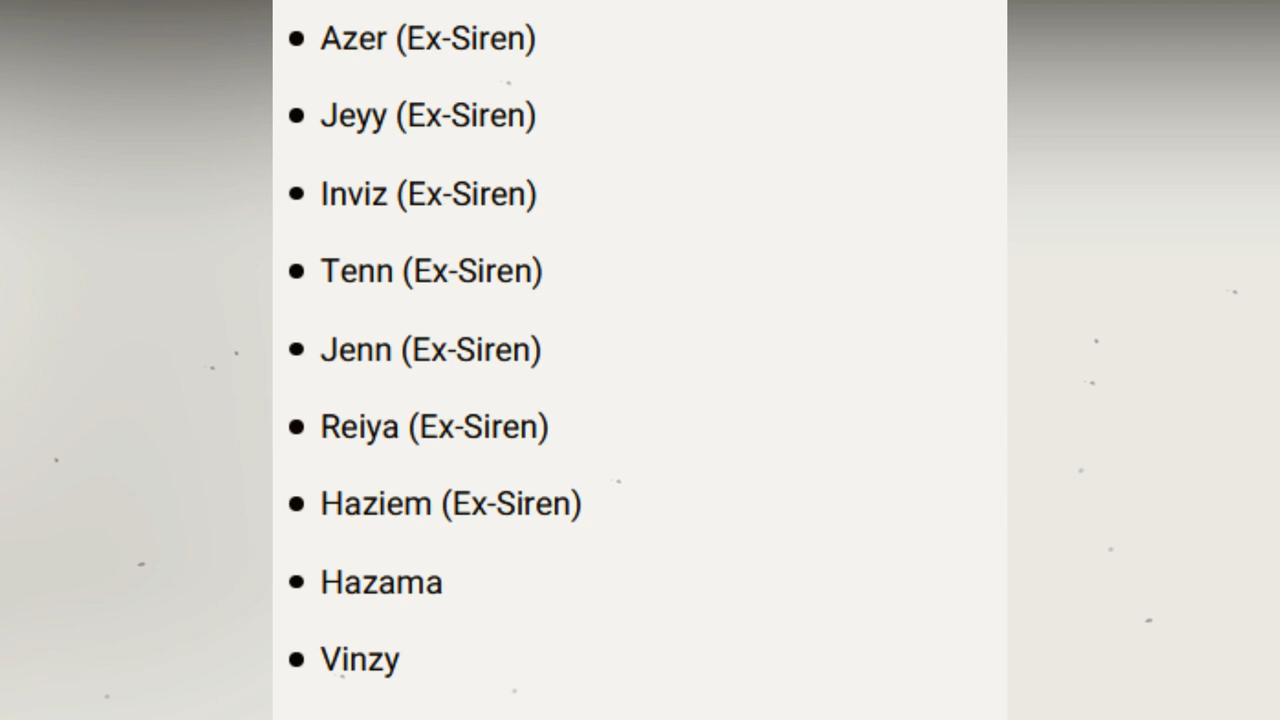 • Azer (Ex-Siren)
• Jeyy (Ex-Siren)
• Inviz (Ex-Siren)
• Tenn (Ex-Siren)
• Jenn (Ex-Siren)
• Reiya (Ex-Siren)
• Haziem (Ex-Siren)
• Hazama
• Vinzy